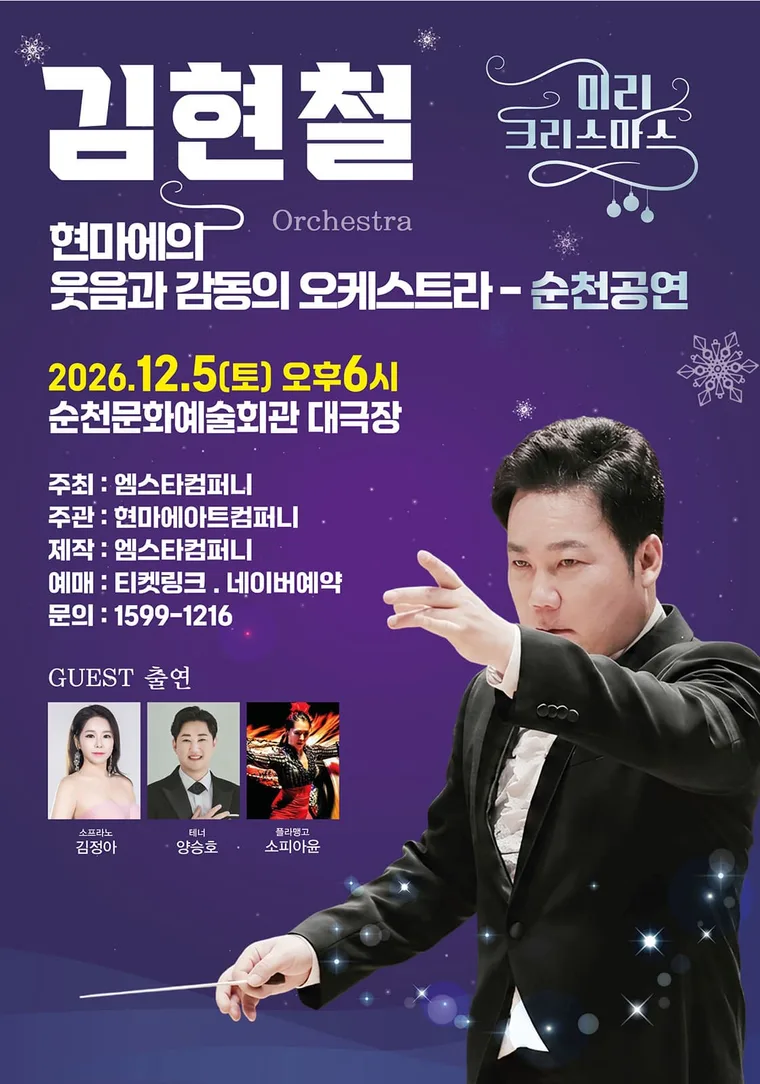 김현철
미리
크리스마스
Orchestra
현마에의
웃음과 감동의 오케스트라 - 순천공연
2026.12.5(토) 오후6시
순천문화예술회관 대극장
주최 : 엠스타컴퍼니
주관 : 현마에아트컴퍼니
제작 : 엠스타컴퍼니
예매 : 티켓링크 . 네이버예약
문의 : 1599-1216
GUEST 출연
소프라노
김정아
테너
양승호
플라맹고
소피아윤